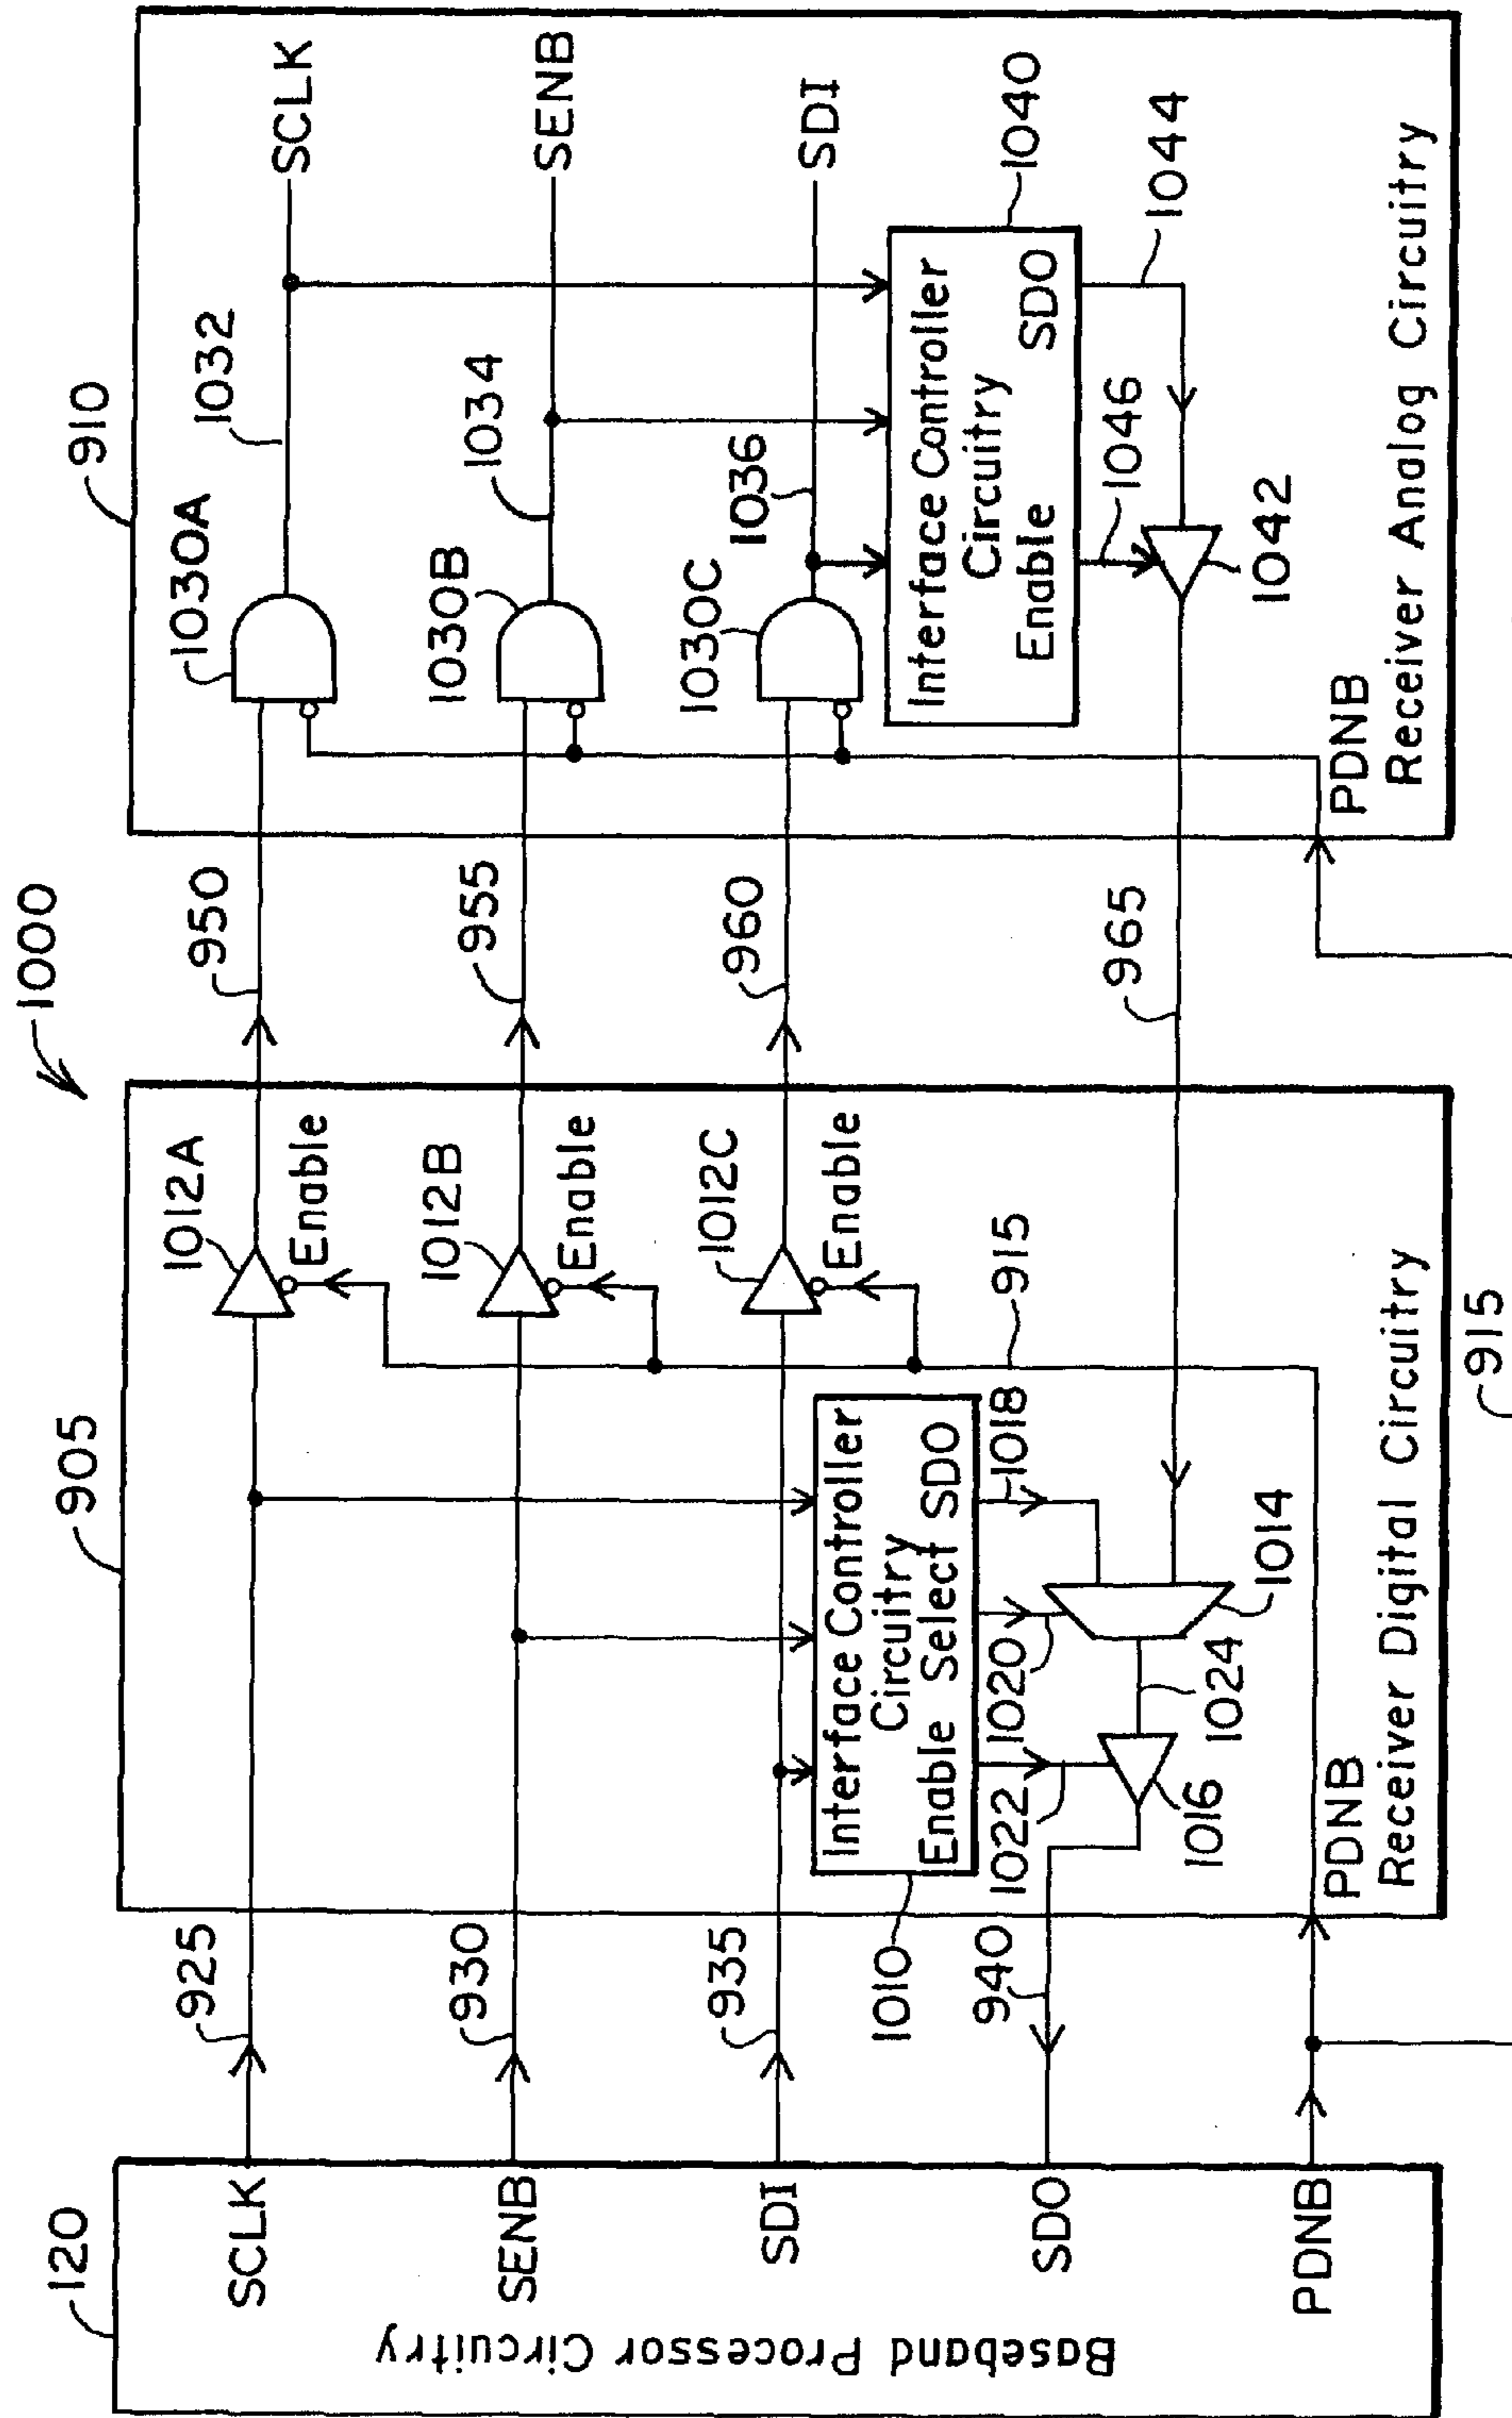 1000
120
Baseband Processor Circuitry
SCLK
SENB
SDI
SDO
PDNB
925
930
935
940
905
1012A
Enable
1012B
Enable
1012C
Enable
915
Interface Controller
Circuitry
Enable Select SDO
1010
1022
1020
1018
1016
1024
1014
PDNB
Receiver Digital Circuitry
915
950
955
960
965
910
1030A
1032
SCLK
1030B
1034
SENB
1030C
1036
SDI
Interface Controller
Circuitry
Enable SDO
1040
1046
1044
1042
PDNB
Receiver Analog Circuitry